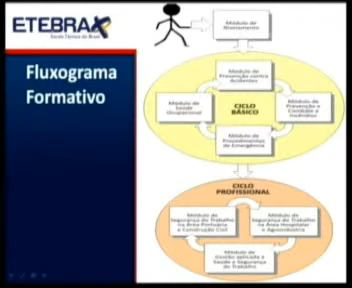 ETEBRAX
Escola Técnica do Brasil
Fluxograma
Formativo
Módulo de
Nivelamento
Módulo de
Prevenção contra
Acidentes
Módulo de
Saúde
Ocupacional
CICLO
BÁSICO
Módulo de
Prevenção e
Combate a
Incêndios
Módulo de
Procedimentos
de Emergência
CICLO
PROFISSIONAL
Módulo de
Segurança do Trabalho
na Área Portuária
e Construção Civil
Módulo de
Segurança do Trabalho
na Área Hospitalar
e Agroindústria
Módulo de
Gestão aplicada a
Saúde e Segurança
do Trabalho